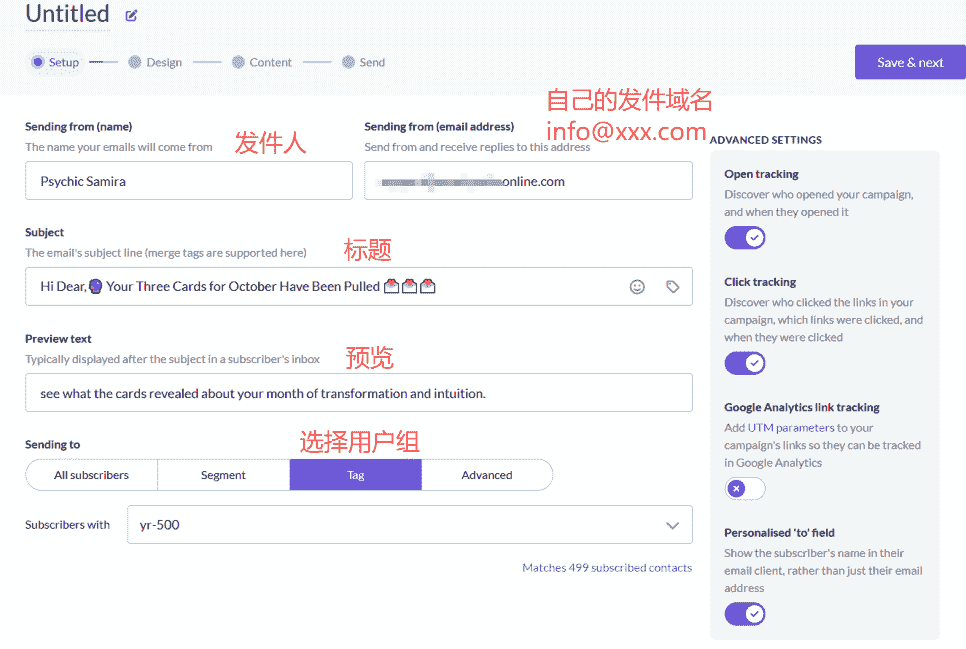 Untitled
Setup
Design
Content
Send
Save & next
自己的发件域名
info@xxx.com
Sending from (name)
The name your emails will come from
发件人
Psychic Samira
Sending from (email address)
Send from and receive replies to this address
online.com
Subject
The email's subject line (merge tags are supported here)
标题
Hi Dear,🔮 Your Three Cards for October Have Been Pulled
Preview text
Typically displayed after the subject in a subscriber's inbox
预览
see what the cards revealed about your month of transformation and intuition.
Sending to
选择用户组
All subscribers
Segment
Tag
Advanced
Subscribers with
yr-500
Matches 499 subscribed contacts
ADVANCED SETTINGS
Open tracking
Discover who opened your campaign,
and when they opened it
Click tracking
Discover who clicked the links in your
campaign, which links were clicked, and
when they were clicked
Google Analytics link tracking
Add UTM parameters to your
campaign's links so they can be tracked
in Google Analytics
Personalised 'to' field
Show the subscriber's name in their
email client, rather than just their email
address